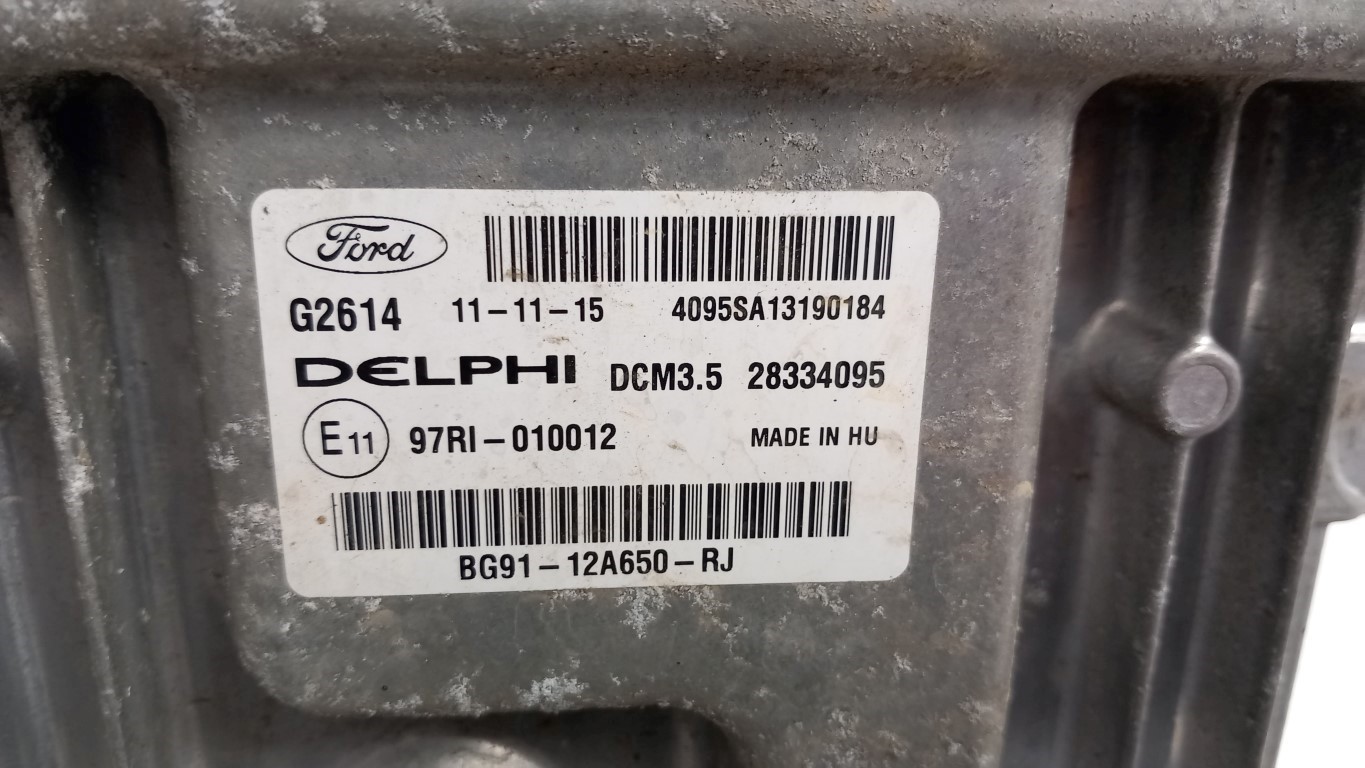 Ford
G2614 11-11-15 4095SA13190184
DELPHI DCM3.5 28334095
E11 97RI-010012 MADE IN HU
BG91-12A650-RJ